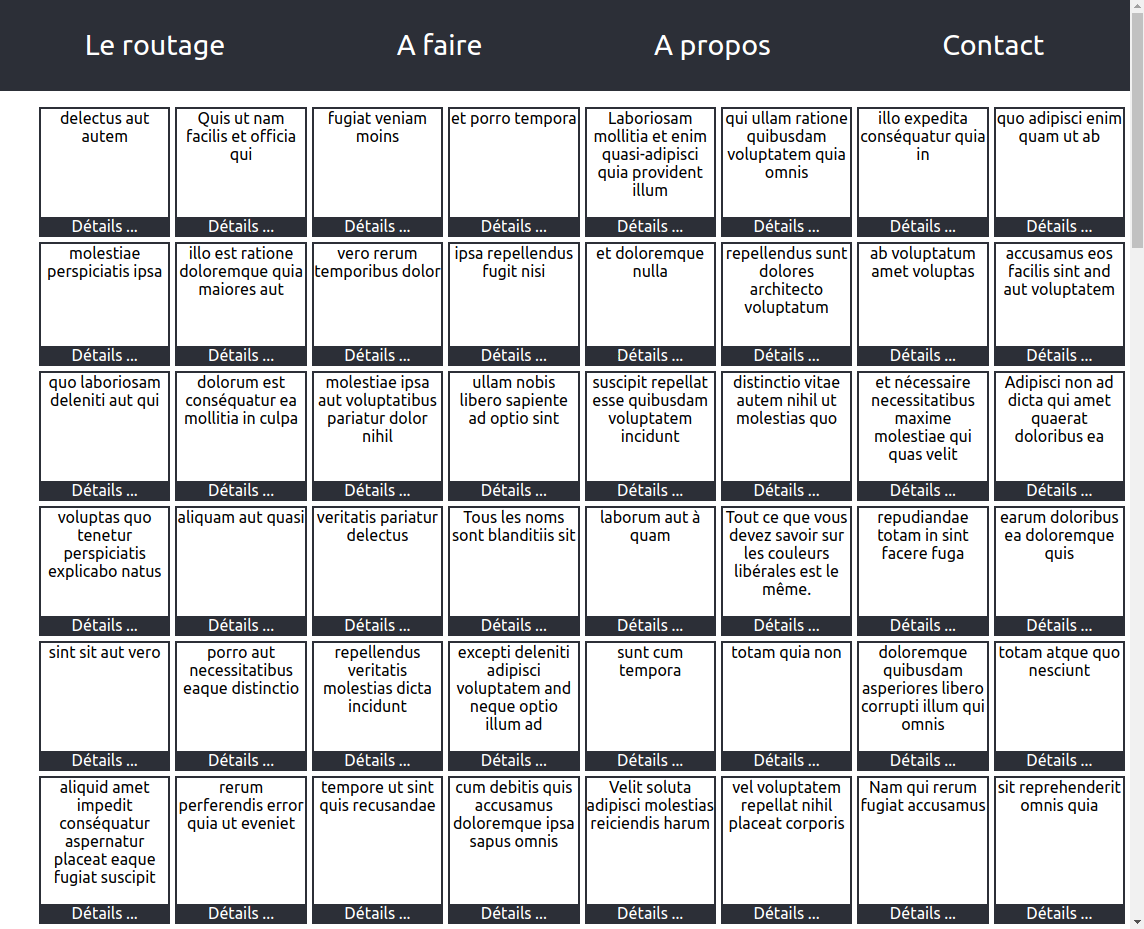 Le routage
A faire
A propos
Contact
delectus aut
autem
Détails ...
Quis ut nam
facilis et officia
qui
Détails ...
fugiat veniam
moins
Détails ...
et porro tempora
Détails ...
Laboriosam
mollitia et enim
quasi-adipisci
quia provident
illum
Détails ...
qui ullam ratione
quibusdam
voluptatem quia
omnis
Détails ...
illo expedita
conséquatur quia
in
Détails ...
quo adipisci enim
quam ut ab
Détails ...
molestiae
perspiciatis ipsa
Détails ...
illo est ratione
doloremque quia
maiores aut
Détails ...
vero rerum
temporibus dolor
Détails ...
ipsa repellendus
fugit nisi
Détails ...
et doloremque
nulla
Détails ...
repellendus sunt
dolores
architecto
voluptatum
Détails ...
ab voluptatum
amet voluptas
Détails ...
accusamus eos
facilis sint and
aut voluptatem
Détails ...
quo laboriosam
deleniti aut qui
Détails ...
dolorum est
conséquatur ea
mollitia in culpa
Détails ...
molestiae ipsa
aut voluptatibus
pariatur dolor
nihil
Détails ...
ullam nobis
libero sapiente
ad optio sint
Détails ...
suscipit repellat
esse quibusdam
voluptatem
incidunt
Détails ...
distinctio vitae
autem nihil ut
molestias quo
Détails ...
et nécessaire
necessitatibus
maxime
molestiae qui
quas velit
Détails ...
Adipisci non ad
dicta qui amet
quaerat
doloribus ea
Détails ...
voluptas quo
tenetur
perspiciatis
explicabo natus
Détails ...
aliquam aut quasi
Détails ...
veritatis pariatur
delectus
Détails ...
Tous les noms
sont blanditiis sit
Détails ...
laborum aut à
quam
Détails ...
Tout ce que vous
devez savoir sur
les couleurs
libérales est le
même.
Détails ...
repudiandae
totam in sint
facere fuga
Détails ...
earum doloribus
ea doloremque
quis
Détails ...
sint sit aut vero
Détails ...
porro aut
necessitatibus
eaque distinctio
Détails ...
repellendus
veritatis
molestias dicta
incidunt
Détails ...
excepti deleniti
adipisci
voluptatem and
neque optio
illum ad
Détails ...
sunt cum
tempora
Détails ...
totam quia non
Détails ...
doloremque
quibusdam
asperiores libero
corrupti illum qui
omnis
Détails ...
totam atque quo
nesciunt
Détails ...
aliquid amet
impedit
conséquatur
aspernatur
placeat eaque
fugiat suscipit
Détails ...
rerum
perferendis error
quia ut eveniet
Détails ...
tempore ut sint
quis recusandae
Détails ...
cum debitis quis
accusamus
doloremque ipsa
sapus omnis
Détails ...
Velit soluta
adipisci molestias
reiciendis harum
Détails ...
vel voluptatem
repellat nihil
placeat corporis
Détails ...
Nam qui rerum
fugiat accusamus
Détails ...
sit reprehenderit
omnis quia
Détails ...